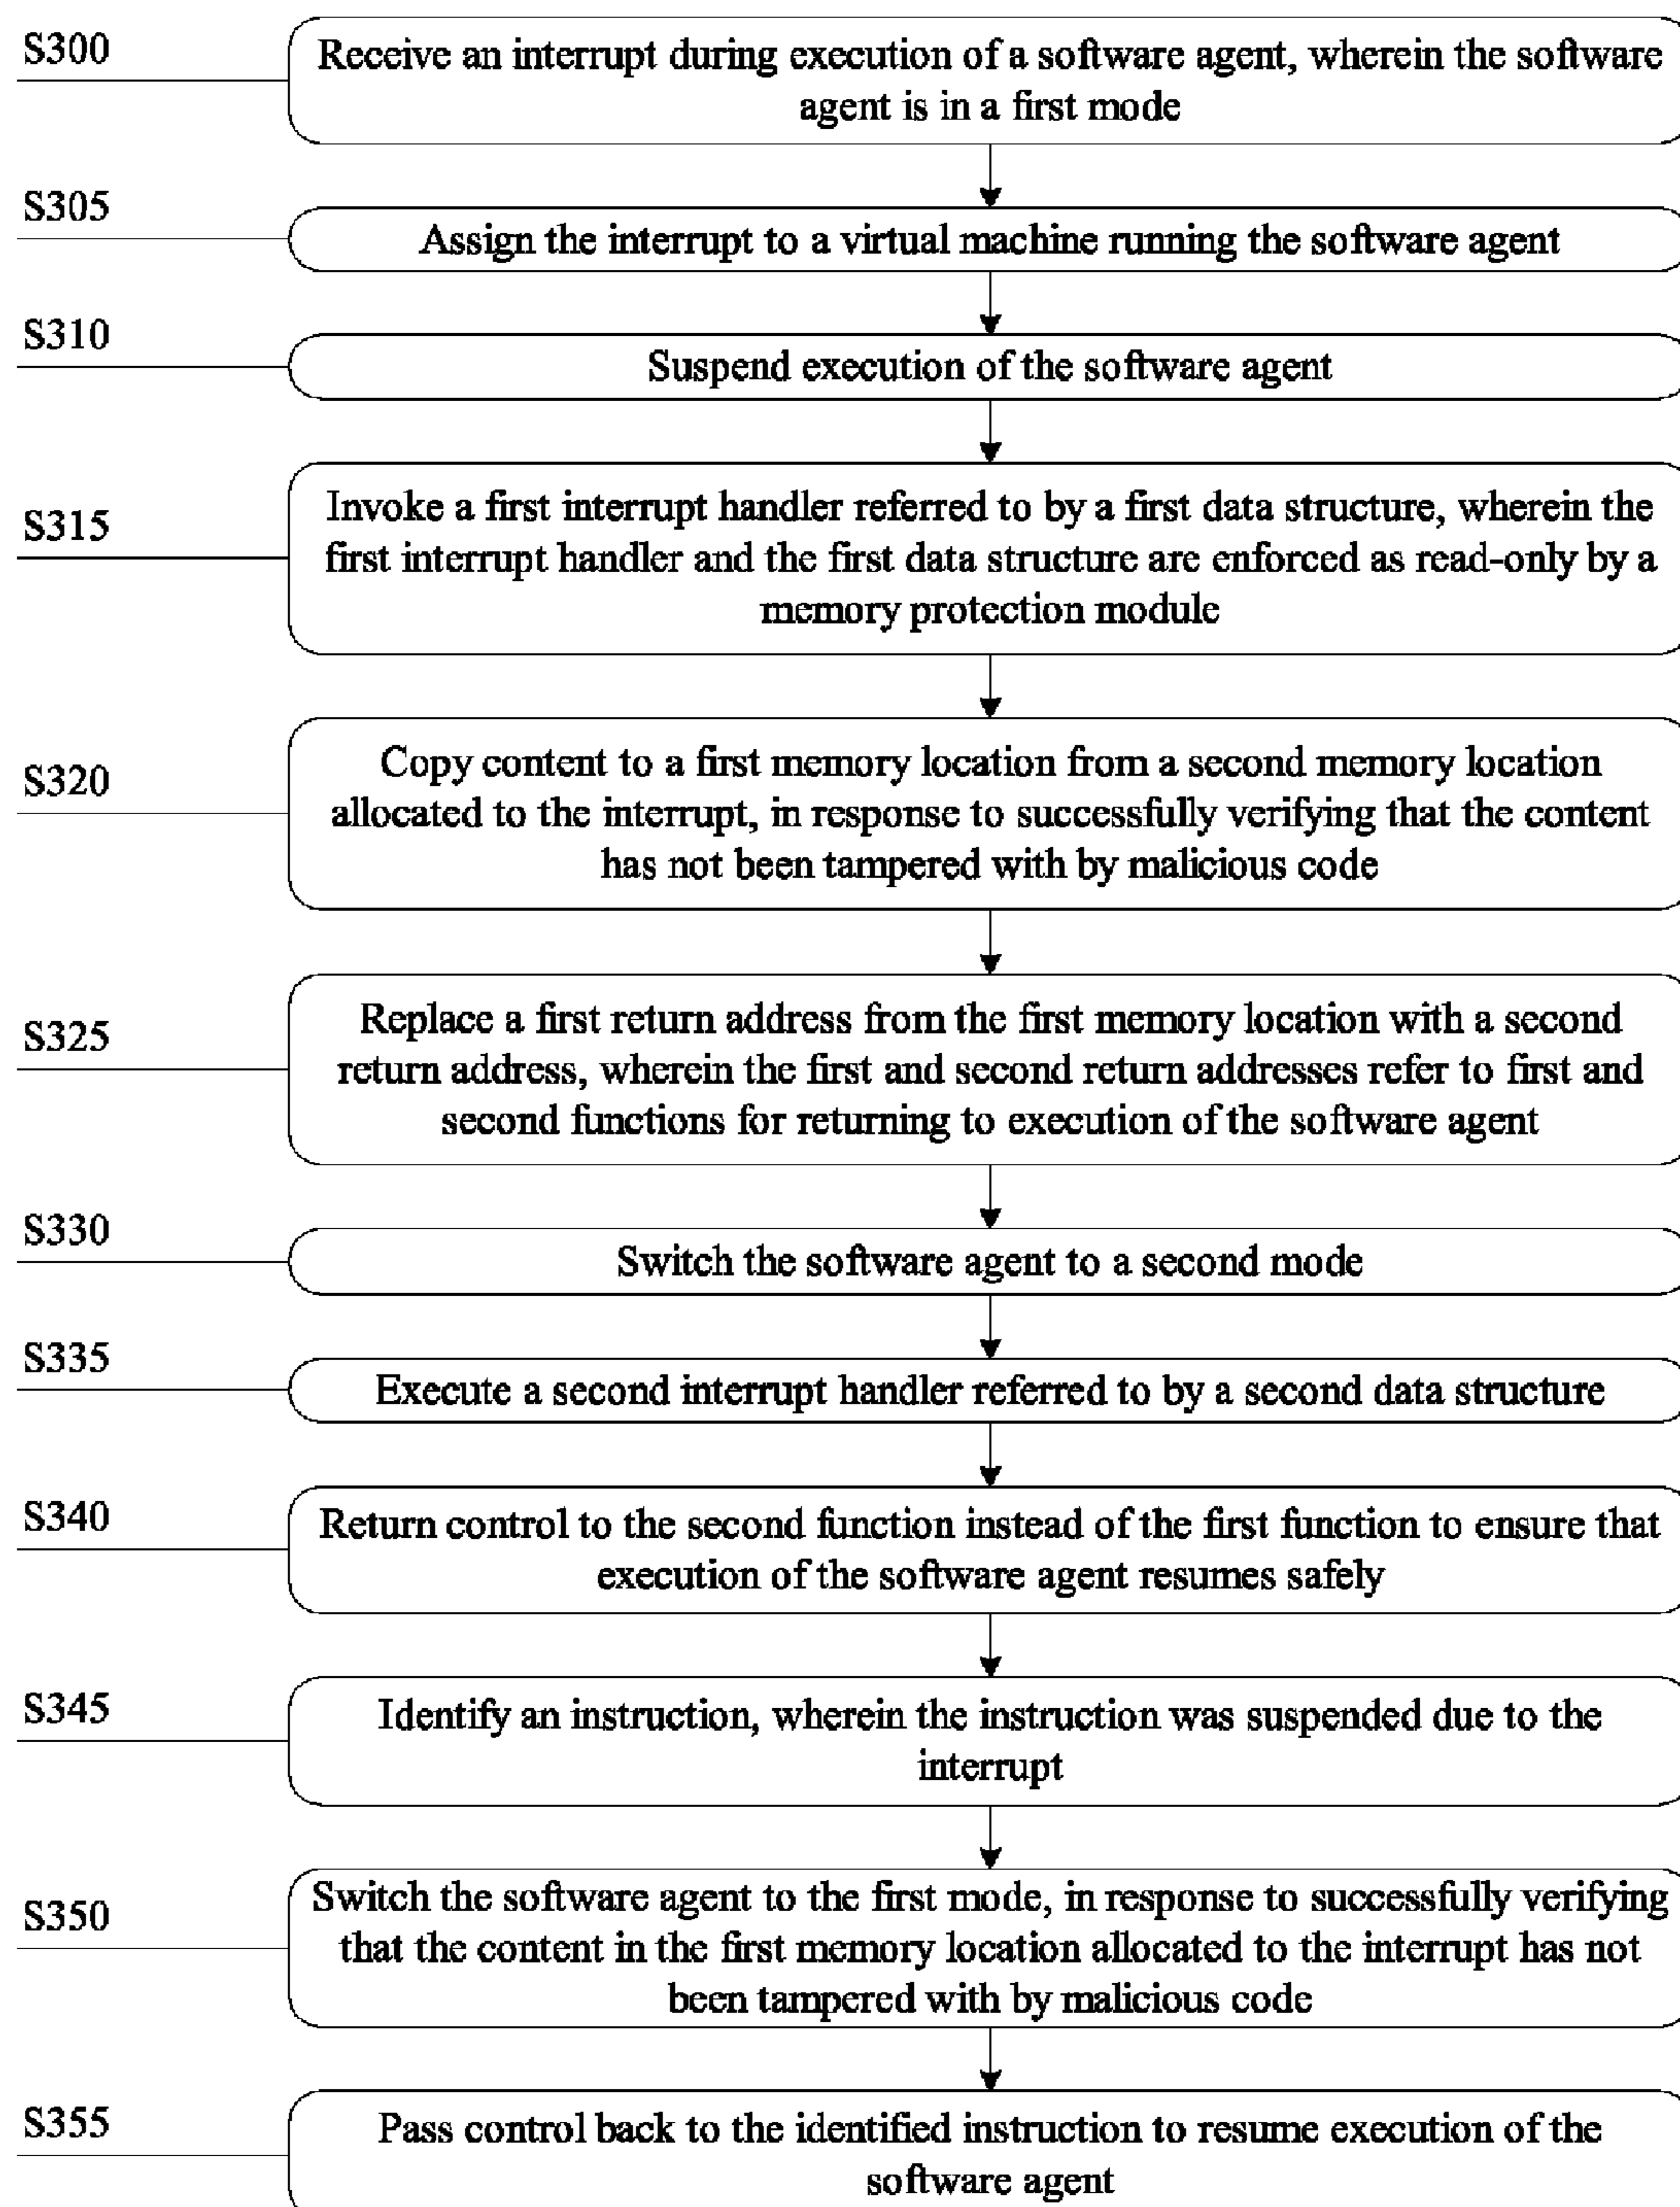 S300
Receive an interrupt during execution of a software agent, wherein the software
agent is in a first mode
S305
Assign the interrupt to a virtual machine running the software agent
S310
Suspend execution of the software agent
S315
Invoke a first interrupt handler referred to by a first data structure, wherein the
first interrupt handler and the first data structure are enforced as read-only by a
memory protection module
S320
Copy content to a first memory location from a second memory location
allocated to the interrupt, in response to successfully verifying that the content
has not been tampered with by malicious code
S325
Replace a first return address from the first memory location with a second
return address, wherein the first and second return addresses refer to first and
second functions for returning to execution of the software agent
S330
Switch the software agent to a second mode
S335
Execute a second interrupt handler referred to by a second data structure
S340
Return control to the second function instead of the first function to ensure that
execution of the software agent resumes safely
S345
Identify an instruction, wherein the instruction was suspended due to the
interrupt
S350
Switch the software agent to the first mode, in response to successfully verifying
that the content in the first memory location allocated to the interrupt has not
been tampered with by malicious code
S355
Pass control back to the identified instruction to resume execution of the
software agent